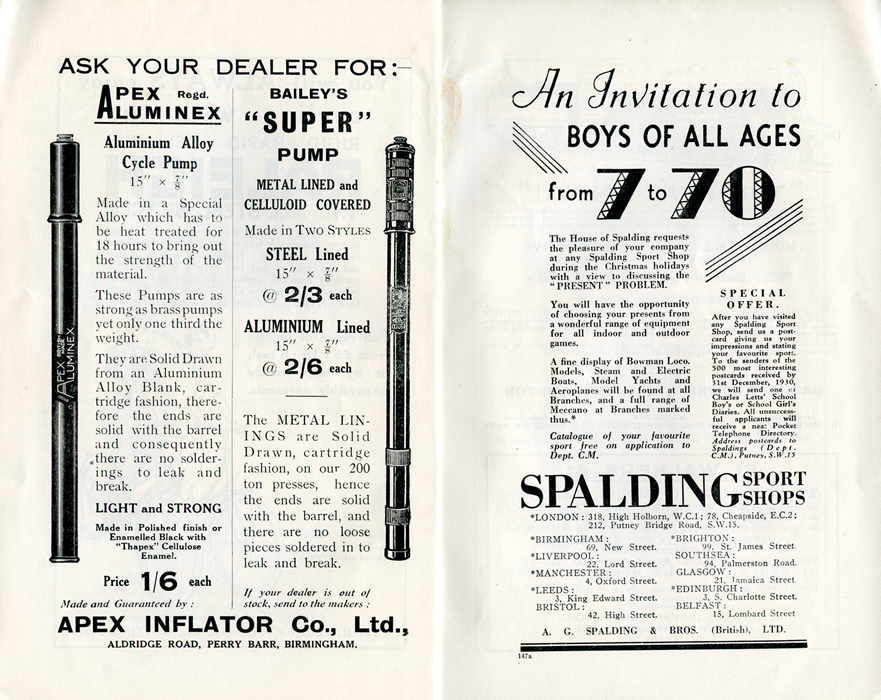 ASK YOUR DEALER FOR:–
APEX Regd.
ALUMINEX
Aluminium Alloy
Cycle Pump
15″ × ⅞″
Made in a Special
Alloy which has to
be heat treated for
18 hours to bring out
the strength of the
material.
These Pumps are as
strong as brass pumps
yet only one third the
weight.
They are Solid Drawn
from an Aluminium
Alloy Blank, car-
tridge fashion, there-
fore the ends are
solid with the barrel
and consequently
there are no solder-
ings to leak and
break.
LIGHT and STRONG
Made in Polished finish or
Enamelled Black with
"Thapex" Cellulose
Enamel.
Price 1/6 each
Made and Guaranteed by :
BAILEY'S
"SUPER"
PUMP
METAL LINED and
CELLULOID COVERED
Made in TWO STYLES
STEEL Lined
15″ × ⅞″
@ 2/3 each
ALUMINIUM Lined
15″ × ⅞″
@ 2/6 each
The METAL LIN-
INGS are Solid
Drawn, cartridge
fashion, on our 200
ton presses, hence
the ends are solid
with the barrel, and
there are no loose
pieces soldered in to
leak and break.
If your dealer is out of
stock, send to the makers :
APEX INFLATOR Co., Ltd.,
ALDRIDGE ROAD, PERRY BARR, BIRMINGHAM.
APEX
ALUMINEX
An Invitation to
BOYS OF ALL AGES
from 7 to 70
The House of Spalding requests
the pleasure of your company
at any Spalding Sport Shop
during the Christmas holidays
with a view to discussing the
"PRESENT" PROBLEM.
You will have the opportunity
of choosing your presents from
a wonderful range of equipment
for all indoor and outdoor
games.
A fine display of Bowman Loco.
Models, Steam and Electric
Boats, Model Yachts and
Aeroplanes will be found at all
Branches, and a full range of
Meccano at Branches marked
thus.*
Catalogue of your favourite
sport free on application to
Dept. C.M.
SPECIAL
OFFER.
After you have visited
any Spalding Sport
Shop, send us a post-
card giving us your
impressions and stating
your favourite sport.
To the senders of the
300 most interesting
postcards received by
31st December, 1930,
we will send one of
Charles Letts' School
Boy's or School Girl's
Diaries. All unsuccess-
ful applicants will
receive a neat Pocket
Telephone Directory.
Address postcards to
Spaldings (Dept.
C.M.), Putney, S.W.15
SPALDING SPORT
SHOPS
*LONDON : 318, High Holborn, W.C.1 ; 78, Cheapside, E.C.2 ;
212, Putney Bridge Road, S.W.15.
*BIRMINGHAM :
69, New Street.
*LIVERPOOL :
22, Lord Street.
*MANCHESTER :
4, Oxford Street.
*LEEDS :
3, King Edward Street.
BRISTOL :
42, High Street.
*BRIGHTON :
99, St. James Street.
SOUTHSEA :
94, Palmerston Road.
GLASGOW :
21, Jamaica Street.
*EDINBURGH :
3, S. Charlotte Street.
BELFAST :
15, Lombard Street
A. G. SPALDING & BROS. (British), LTD.
147a